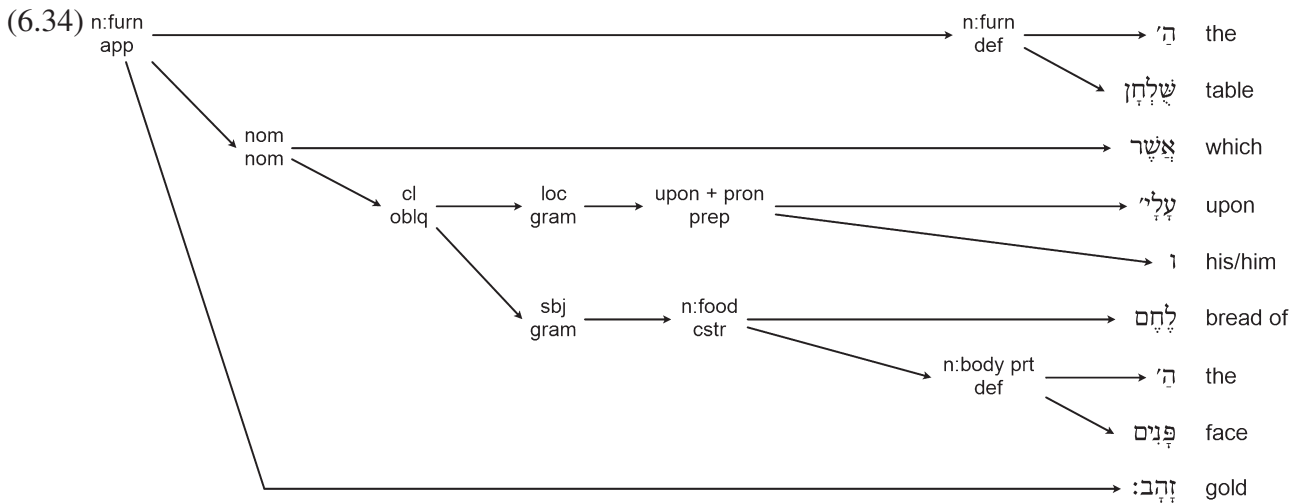 (6.34) n:furn app n:furn def הַ׳ the
שֻּׁלְחָן table
nom nom אֲשֶׁר which
cl oblq loc gram upon + pron prep עָלָי׳ upon
ו his/him
sbj gram n:food cstr לֶחֶם bread of
n:body prt def הַ׳ the
פָּנִים face
זָהָב׃ gold